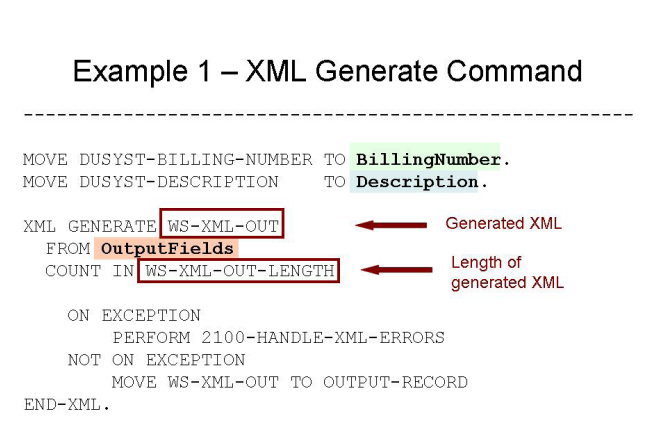 Example 1 – XML Generate Command
-------------------------------------------------------
MOVE DUSYST-BILLING-NUMBER TO BillingNumber.
MOVE DUSYST-DESCRIPTION     TO Description.
XML GENERATE WS-XML-OUT
Generated XML
FROM OutputFields
COUNT IN WS-XML-OUT-LENGTH
Length of
generated XML
ON EXCEPTION
PERFORM 2100-HANDLE-XML-ERRORS
NOT ON EXCEPTION
MOVE WS-XML-OUT TO OUTPUT-RECORD
END-XML.